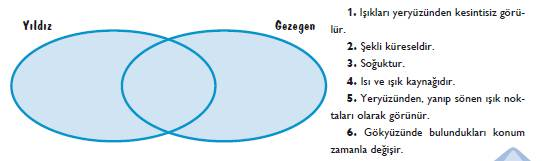 Yıldız
Gezegen
1. Işıkları yeryüzünden kesintisiz görü-
lür.
2. Şekli küreseldir.
3. Soğuktur.
4. Isı ve ışık kaynağıdır.
5. Yeryüzünden, yanıp sönen ışık nok-
taları olarak görünür.
6. Gökyüzünde bulundukları konum
zamanla değişir.